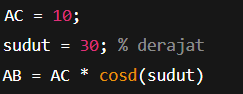 AC = 10;
sudut = 30; % derajat
AB = AC * cosd(sudut)